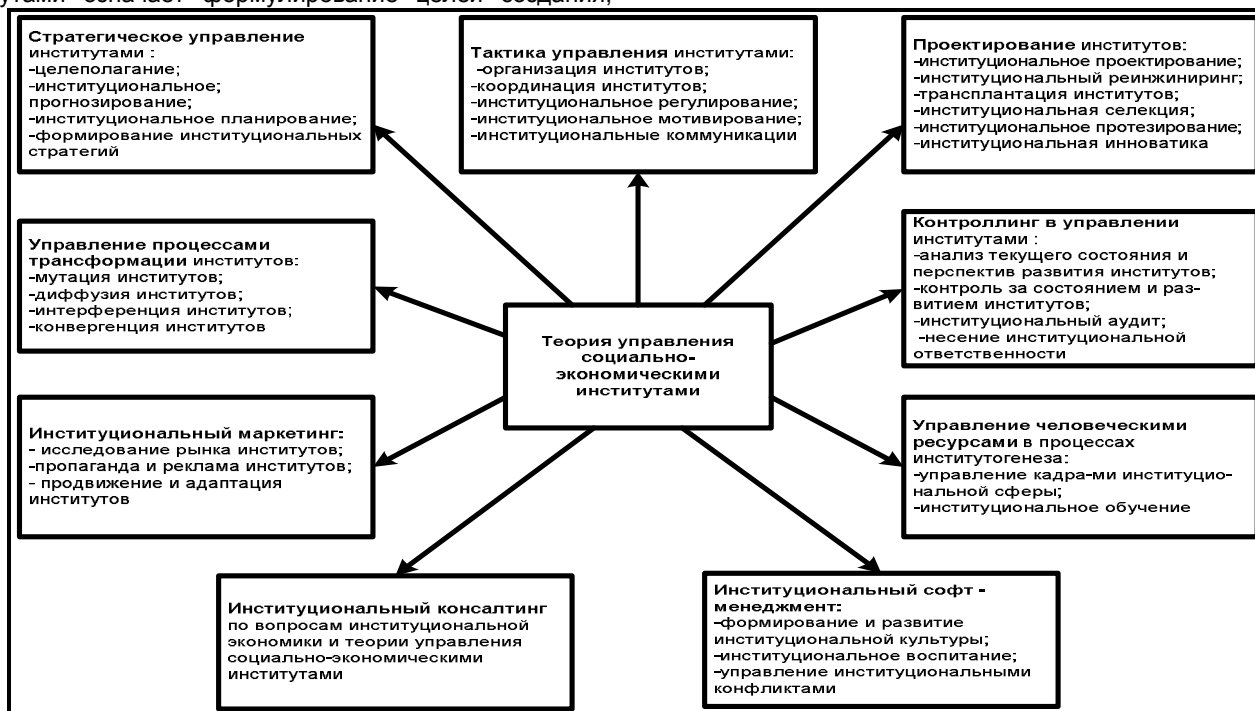 утами означает формулирование целей создания,
Стратегическое управление
институтами :
-целеполагание;
-институциональное;
прогнозирование;
-институциональное планирование;
-формирование институциональных
стратегий
Тактика управления институтами:
-организация институтов;
-координация институтов;
-институциональное регулирование;
-институциональное мотивирование;
-институциональные коммуникации
Проектирование институтов:
-институциональное проектирование;
-институциональный реинжиниринг;
-трансплантация институтов;
-институциональная селекция;
-институциональное протезирование;
-институциональная инноватика
Управление процессами
трансформации институтов:
-мутация институтов;
-диффузия институтов;
-интерференция институтов;
-конвергенция институтов
Контроллинг в управлении
институтами :
-анализ текущего состояния и
перспектив развития институтов;
-контроль за состоянием и раз-
витием институтов;
-институциональный аудит;
-несение институциональной
ответственности
Теория управления
социально-
экономическими
институтами
Институциональный маркетинг:
- исследование рынка институтов;
-пропаганда и реклама институтов;
- продвижение и адаптация
институтов
Управление человеческими
ресурсами в процессах
институтогенеза:
-управление кадра-ми институцио-
нальной сферы;
-институциональное обучение
Институциональный консалтинг
по вопросам институциональной
экономики и теории управления
социально-экономическими
институтами
Институциональный софт -
менеджмент:
-формирование и развитие
институциональной культуры;
-институциональное воспитание;
-управление институциональными
конфликтами